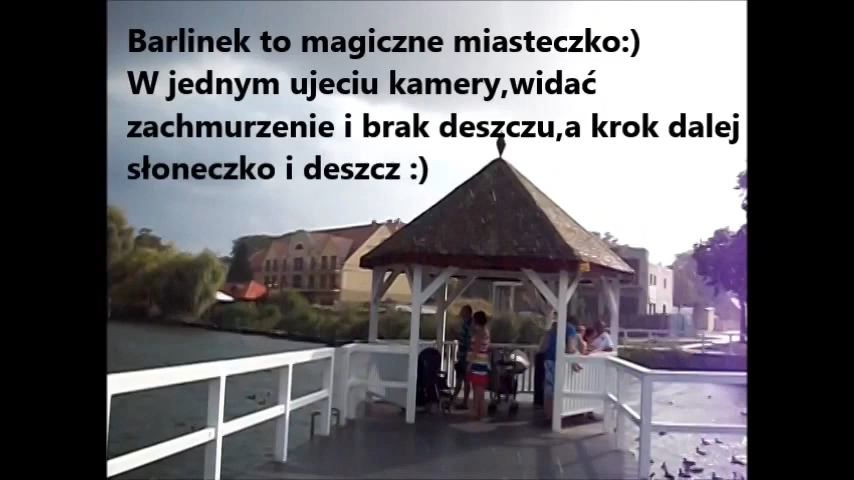 Barlinek to magiczne miasteczko:)
W jednym ujeciu kamery,widać
zachmurzenie i brak deszczu,a krok dalej
słoneczko i deszcz :)